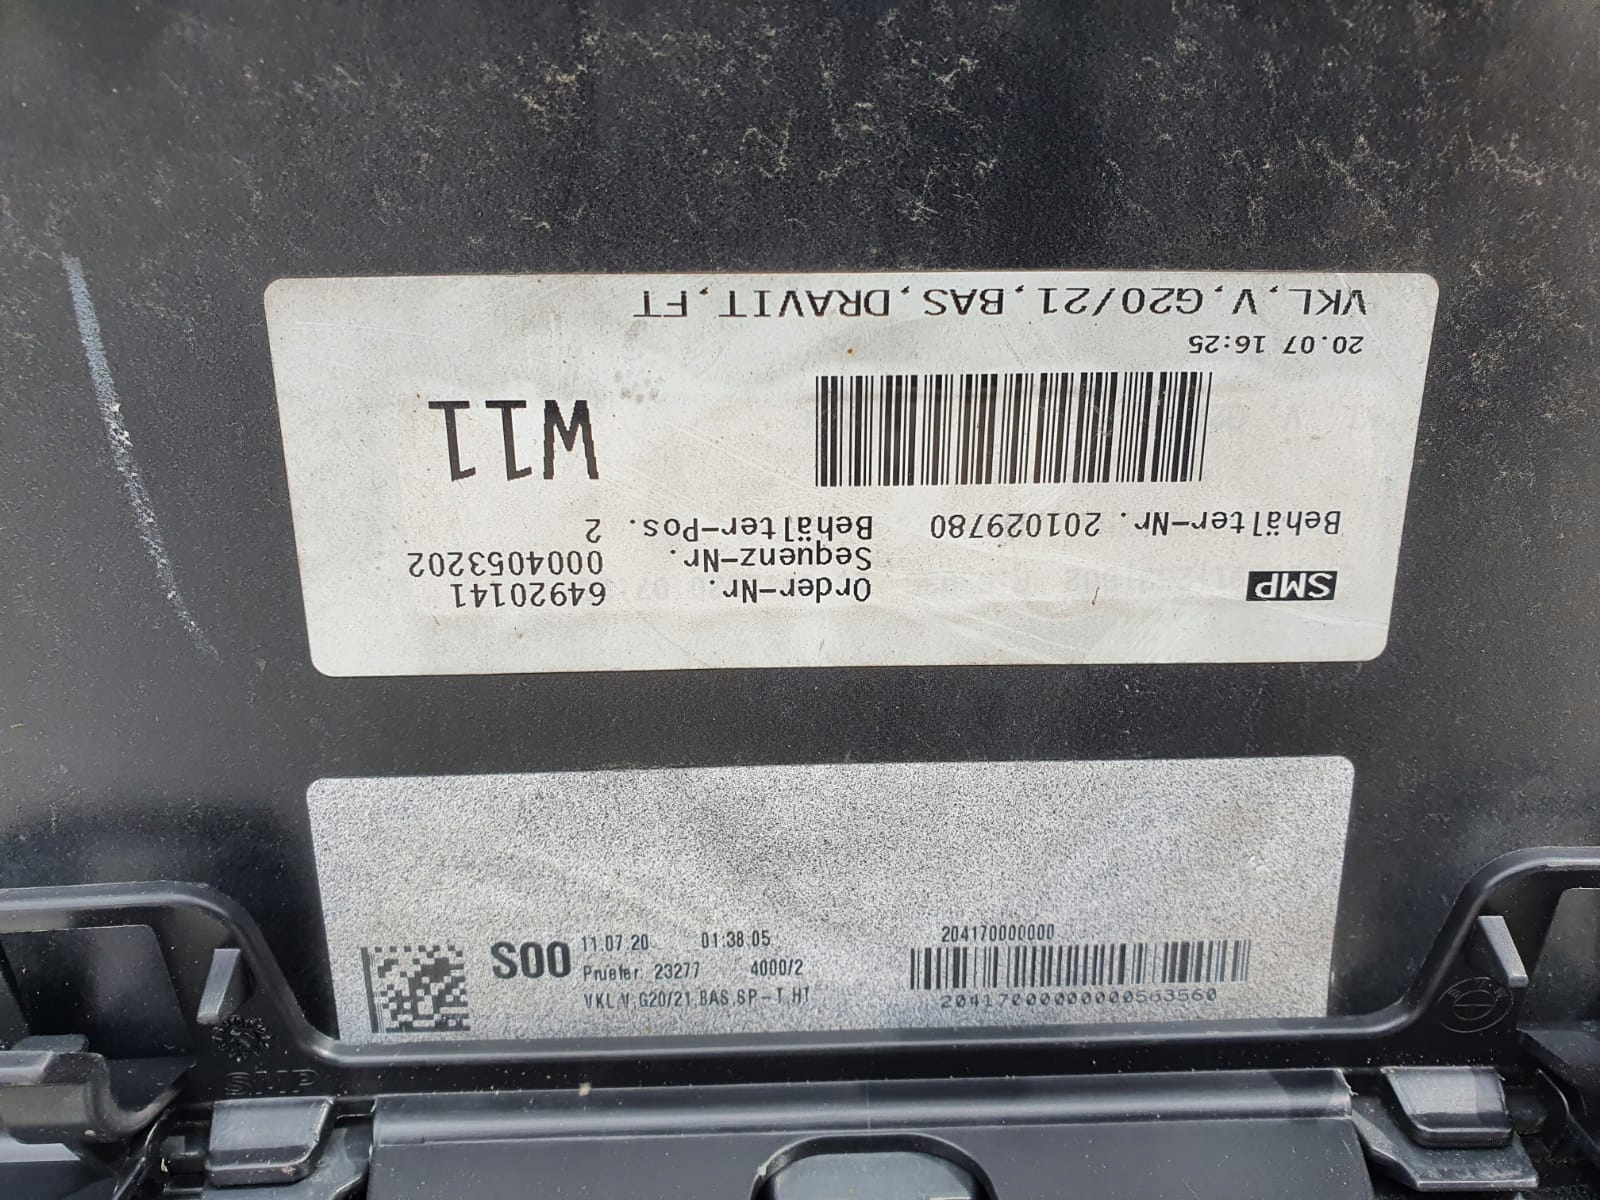 SMP
Order-Nr. 64920141
Sequenz-Nr. 0004053202
Behälter-Nr. 201029780 Behälter-Pos. 2
W11
20.07 16:25
VKL,V,G20/21,BAS,DRAVIT,FT
S00 11.07.20 01:38:05
Pruefer: 23277 4000/2
VKL,V,G20/21,BAS,SP-T,HT
204170000000
20417000000000563560
SMP